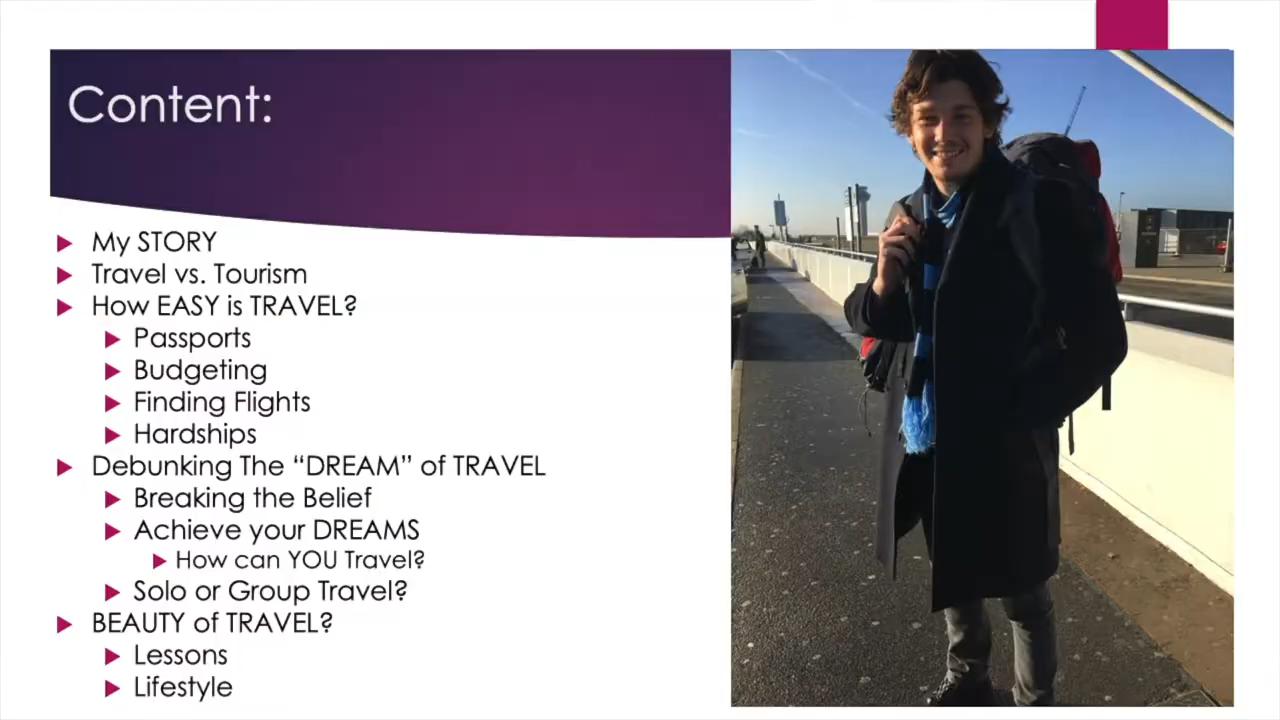 Content:
My STORY
Travel vs. Tourism
How EASY is TRAVEL?
Passports
Budgeting
Finding Flights
Hardships
Debunking The “DREAM” of TRAVEL
Breaking the Belief
Achieve your DREAMS
How can YOU Travel?
Solo or Group Travel?
BEAUTY of TRAVEL?
Lessons
Lifestyle